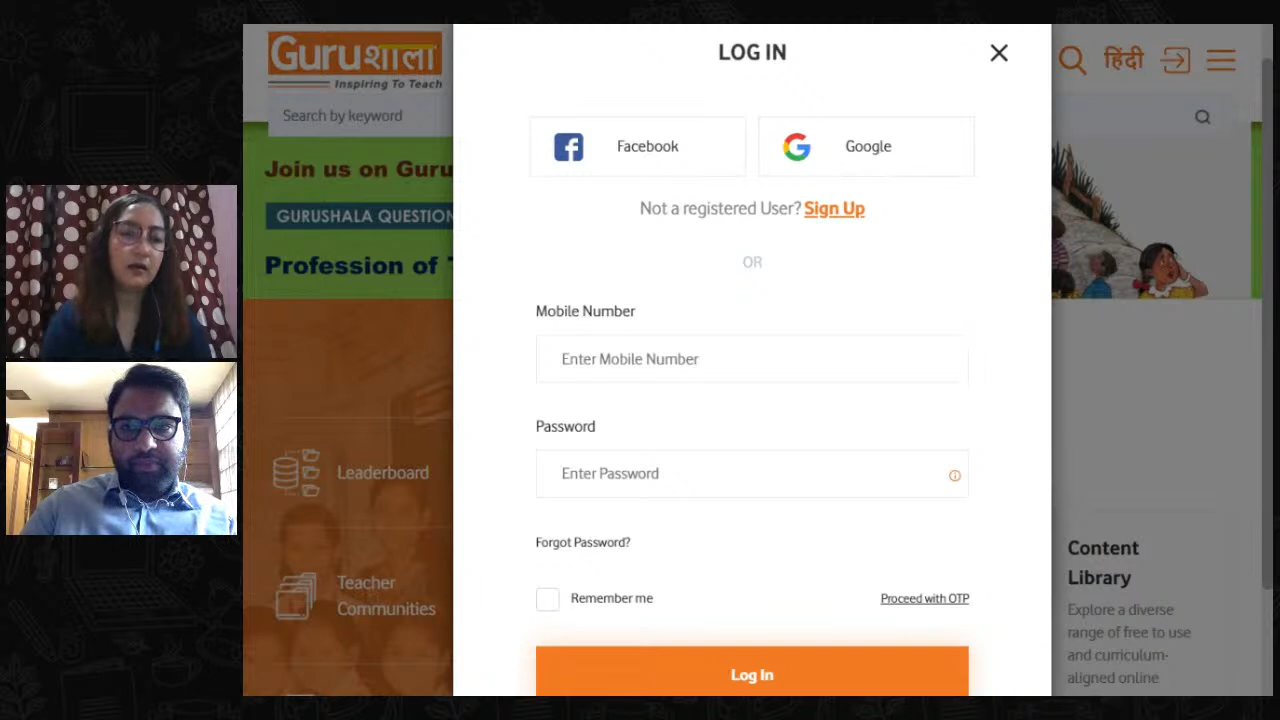 Guruशाला
Inspiring To Teach
Search by keyword
हिंदी
Join us on Guru
GURUSHALA QUESTION
Profession of
Leaderboard
Teacher
Communities
LOG IN
Facebook
Google
Not a registered User? Sign Up
OR
Mobile Number
Enter Mobile Number
Password
Enter Password
Forgot Password?
Remember me
Proceed with OTP
Log In
Content
Library
Explore a diverse
range of free to use
and curriculum-
aligned online